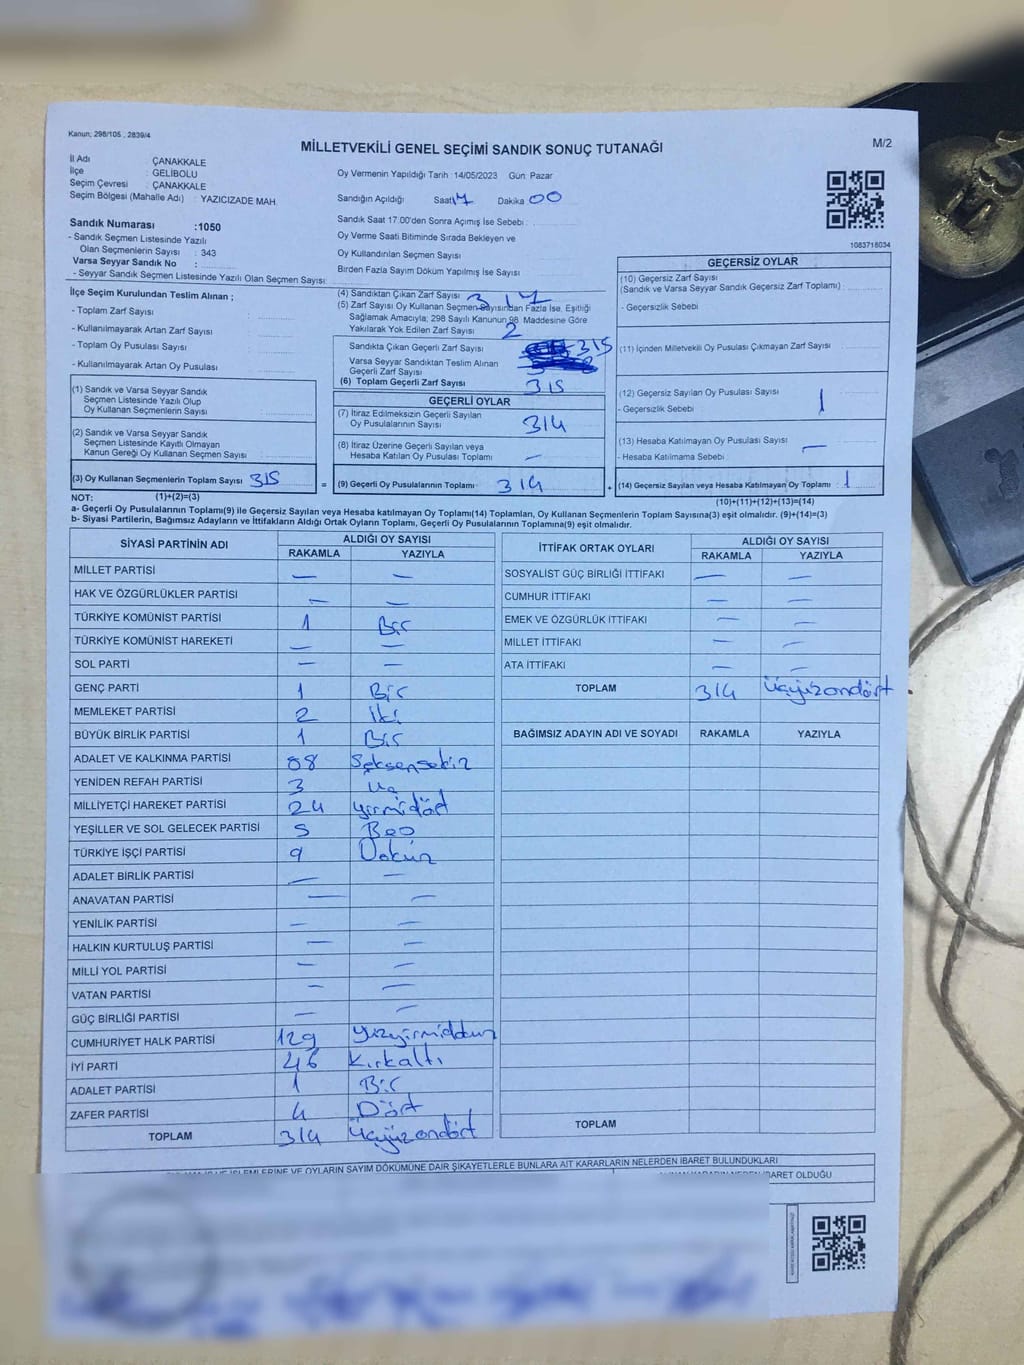 Kanun; 298/105 , 2839/4
MİLLETVEKİLİ GENEL SEÇİMİ SANDIK SONUÇ TUTANAĞI
M/2
İl Adı : ÇANAKKALE
İlçe : GELİBOLU
Seçim Çevresi : ÇANAKKALE
Seçim Bölgesi (Mahalle Adı) : YAZICIZADE MAH.
Oy Vermenin Yapıldığı Tarih :14/05/2023 Gün: Pazar
Sandığın Açıldığı Saat 17 Dakika 00
Sandık Saat 17.00'den Sonra Açımış İse Sebebi :
Oy Verme Saati Bitiminde Sırada Bekleyen ve
Oy Kullandırılan Seçmen Sayısı :
Birden Fazla Sayım Döküm Yapılmış İse Sayısı
Sandık Numarası :1050
- Sandık Seçmen Listesinde Yazılı
Olan Seçmenlerin Sayısı : 343
Varsa Seyyar Sandık No :
- Seyyar Sandık Seçmen Listesinde Yazılı Olan Seçmen Sayısı:
1083718034
İlçe Seçim Kurulundan Teslim Alınan ;
- Toplam Zarf Sayısı :
- Kullanılmayarak Artan Zarf Sayısı :
- Toplam Oy Pusulası Sayısı :
- Kullanılmayarak Artan Oy Pusulası :
(4) Sandıktan Çıkan Zarf Sayısı 317
(5) Zarf Sayısı Oy Kullanan Seçmen Sayısından Fazla İse, Eşitliği
Sağlamak Amacıyla; 298 Sayılı Kanunun 98. Maddesine Göre
Yakılarak Yok Edilen Zarf Sayısı 2
Sandıkta Çıkan Geçerli Zarf Sayısı 315
Varsa Seyyar Sandıktan Teslim Alınan
Geçerli Zarf Sayısı
(6) Toplam Geçerli Zarf Sayısı 315
GEÇERSİZ OYLAR
(10) Geçersiz Zarf Sayısı
(Sandık ve Varsa Seyyar Sandık Geçersiz Zarf Toplamı) :
- Geçersizlik Sebebi :
(11) İçinden Milletvekili Oy Pusulası Çıkmayan Zarf Sayısı
(12) Geçersiz Sayılan Oy Pusulası Sayısı : 1
- Geçersizlik Sebebi :
(13) Hesaba Katılmayan Oy Pusulası Sayısı : —
- Hesaba Katılmama Sebebi :
(14) Geçersiz Sayılan veya Hesaba Katılmayan Oy Toplamı : 1
(10)+(11)+(12)+(13)=(14)
(1) Sandık ve Varsa Seyyar Sandık
Seçmen Listesinde Yazılı Olup
Oy Kullanan Seçmenlerin Sayısı :
(2) Sandık ve Varsa Seyyar Sandık
Seçmen Listesinde Kayıtlı Olmayan
Kanun Gereği Oy Kullanan Seçmen Sayısı :
(3) Oy Kullanan Seçmenlerin Toplam Sayısı : 315 =
GEÇERLİ OYLAR
(7) İtiraz Edilmeksizin Geçerli Sayılan
Oy Pusulalarının Sayısı : 314
(8) İtiraz Üzerine Geçerli Sayılan veya
Hesaba Katılan Oy Pusulası Toplamı : —
(9) Geçerli Oy Pusulalarının Toplamı : 314 +
NOT: (1)+(2)=(3)
a- Geçerli Oy Pusulalarının Toplamı(9) ile Geçersiz Sayılan veya Hesaba katılmayan Oy Toplamı(14) Toplamları, Oy Kullanan Seçmenlerin Toplam Sayısına(3) eşit olmalıdır. (9)+(14)=(3)
b- Siyasi Partilerin, Bağımsız Adayların ve İttifakların Aldığı Ortak Oyların Toplamı, Geçerli Oy Pusulalarının Toplamına(9) eşit olmalıdır.
SİYASİ PARTİNİN ADI ALDIĞI OY SAYISI
RAKAMLA YAZIYLA
MİLLET PARTİSİ — —
HAK VE ÖZGÜRLÜKLER PARTİSİ — —
TÜRKİYE KOMÜNİST PARTİSİ 1 Bir
TÜRKİYE KOMÜNİST HAREKETİ — —
SOL PARTİ — —
GENÇ PARTİ 1 Bir
MEMLEKET PARTİSİ 2 İki
BÜYÜK BİRLİK PARTİSİ 1 Bir
ADALET VE KALKINMA PARTİSİ 88 Seksensekiz
YENİDEN REFAH PARTİSİ 3 Üç
MİLLİYETÇİ HAREKET PARTİSİ 24 yirmidört
YEŞİLLER VE SOL GELECEK PARTİSİ 5 Beş
TÜRKİYE İŞÇİ PARTİSİ 9 Dokuz
ADALET BİRLİK PARTİSİ — —
ANAVATAN PARTİSİ — —
YENİLİK PARTİSİ — —
HALKIN KURTULUŞ PARTİSİ — —
MİLLİ YOL PARTİSİ — —
VATAN PARTİSİ — —
GÜÇ BİRLİĞİ PARTİSİ — —
CUMHURİYET HALK PARTİSİ 129 Yüzyirmidokuz
İYİ PARTİ 46 Kırkaltı
ADALET PARTİSİ 1 Bir
ZAFER PARTİSİ 4 Dört
TOPLAM 314 Üçyüzondört
İTTİFAK ORTAK OYLARI ALDIĞI OY SAYISI
RAKAMLA YAZIYLA
SOSYALİST GÜÇ BİRLİĞİ İTTİFAKI — —
CUMHUR İTTİFAKI — —
EMEK VE ÖZGÜRLÜK İTTİFAKI — —
MİLLET İTTİFAKI — —
ATA İTTİFAKI — —
TOPLAM 314 Üçyüzondört
BAĞIMSIZ ADAYIN ADI VE SOYADI RAKAMLA YAZIYLA
TOPLAM
İŞLEMLERİNE VE OYLARIN SAYIM DÖKÜMÜNE DAİR ŞİKAYETLERLE BUNLARA AİT KARARLARIN NELERDEN İBARET BULUNDUKLARI
İBARET OLDUĞU